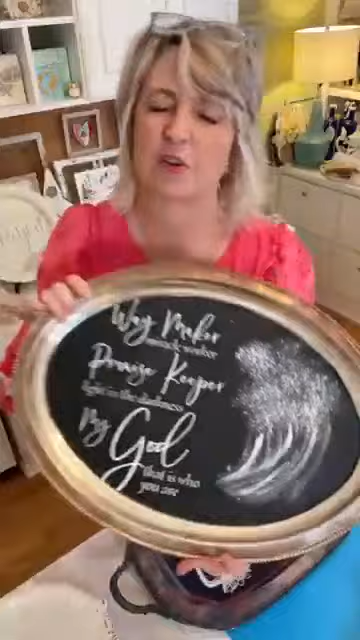 Way Maker
miracle worker
Promise Keeper
light in the darkness
My God
that is who
you are